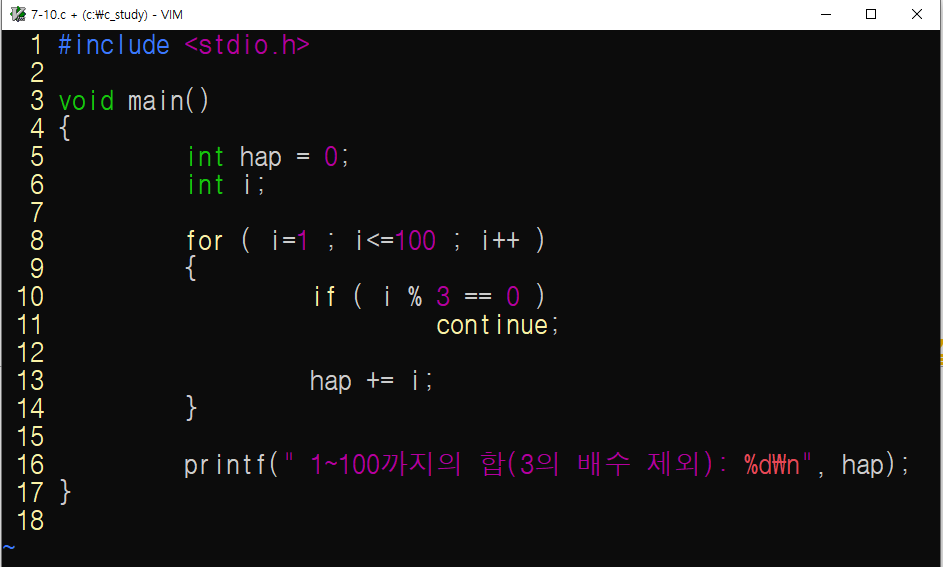 7-10.c + (c:₩c_study) - VIM
1 #include <stdio.h>
2
3 void main()
4 {
5 int hap = 0;
6 int i;
7
8 for ( i=1 ; i<=100 ; i++ )
9 {
10 if ( i % 3 == 0 )
11 continue;
12
13 hap += i;
14 }
15
16 printf(" 1~100까지의 합(3의 배수 제외): %d₩n", hap);
17 }
18
~